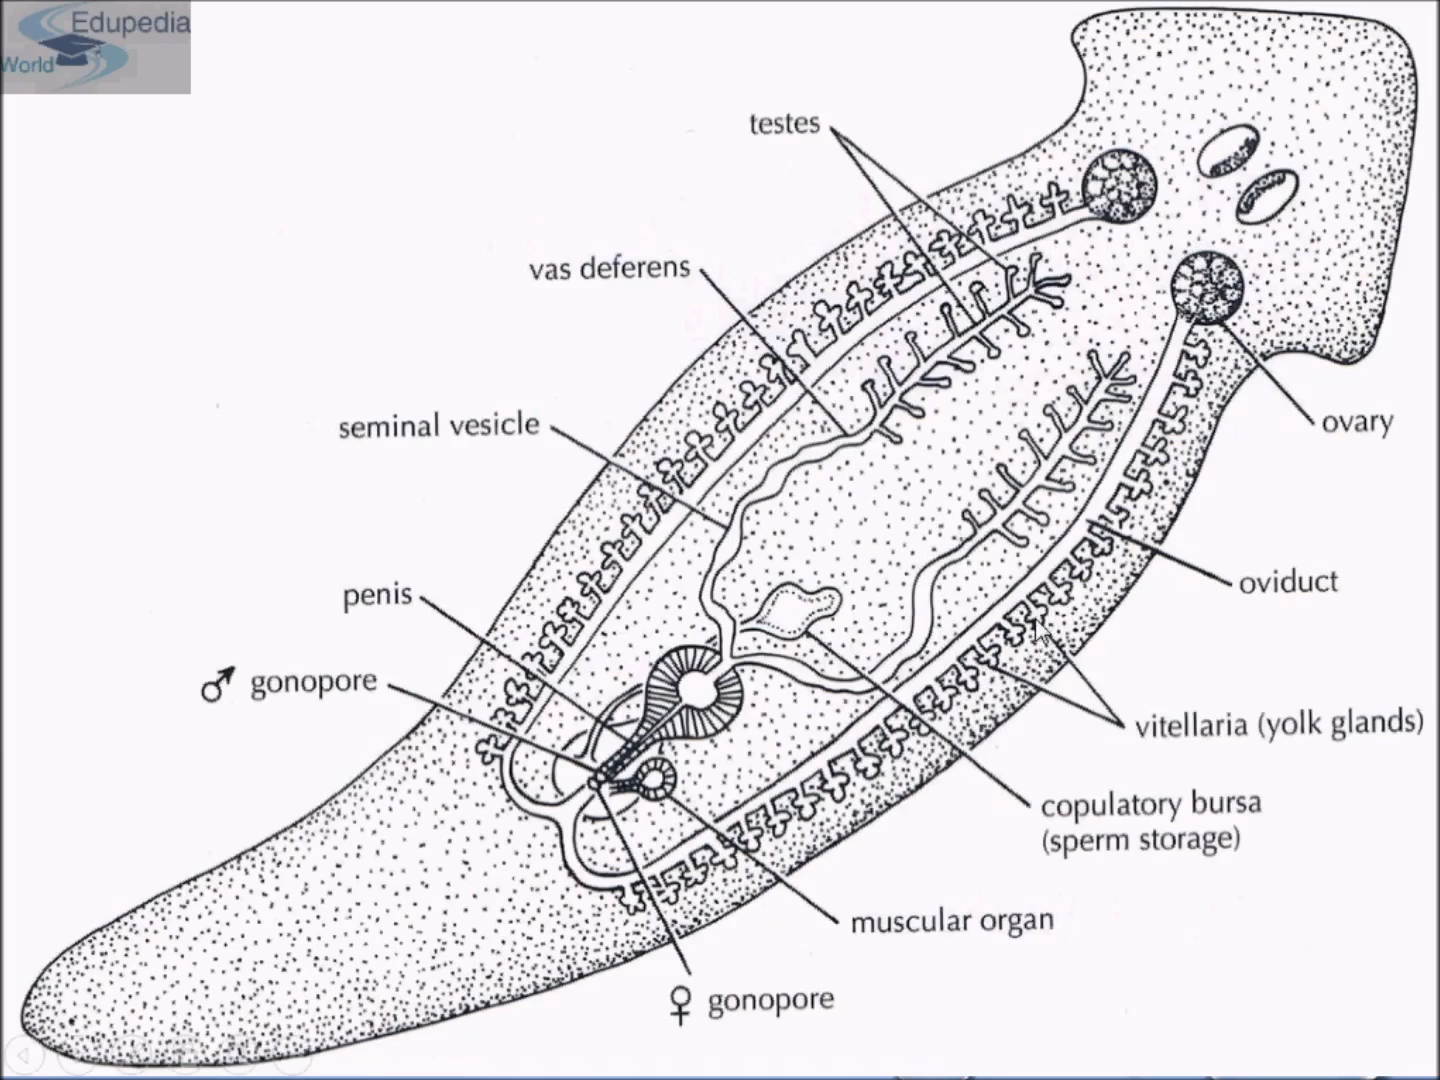 Edupedia
World
testes
vas deferens
seminal vesicle
ovary
penis
oviduct
♂ gonopore
vitellaria (yolk glands)
copulatory bursa
(sperm storage)
muscular organ
♀ gonopore